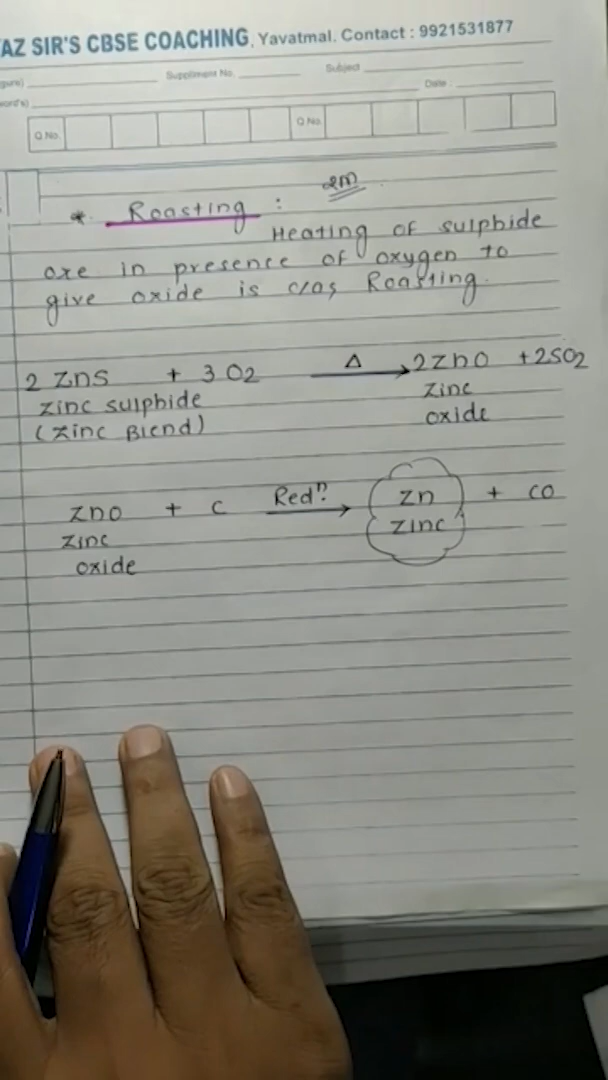 AZ SIR'S CBSE COACHING, Yavatmal. Contact : 9921531877
Suppliment No. Subject
Date :
Q.No. Q.No.
* Roasting : 2m
Heating of sulphide
ore in presence of oxygen to
give oxide is c/as Roasting.
2 ZnS + 3 O2 Δ→ 2ZnO + 2SO2
zinc sulphide zinc
(zinc Blend) oxide
ZnO + C Redⁿ→ Zn + CO
zinc zinc
oxide